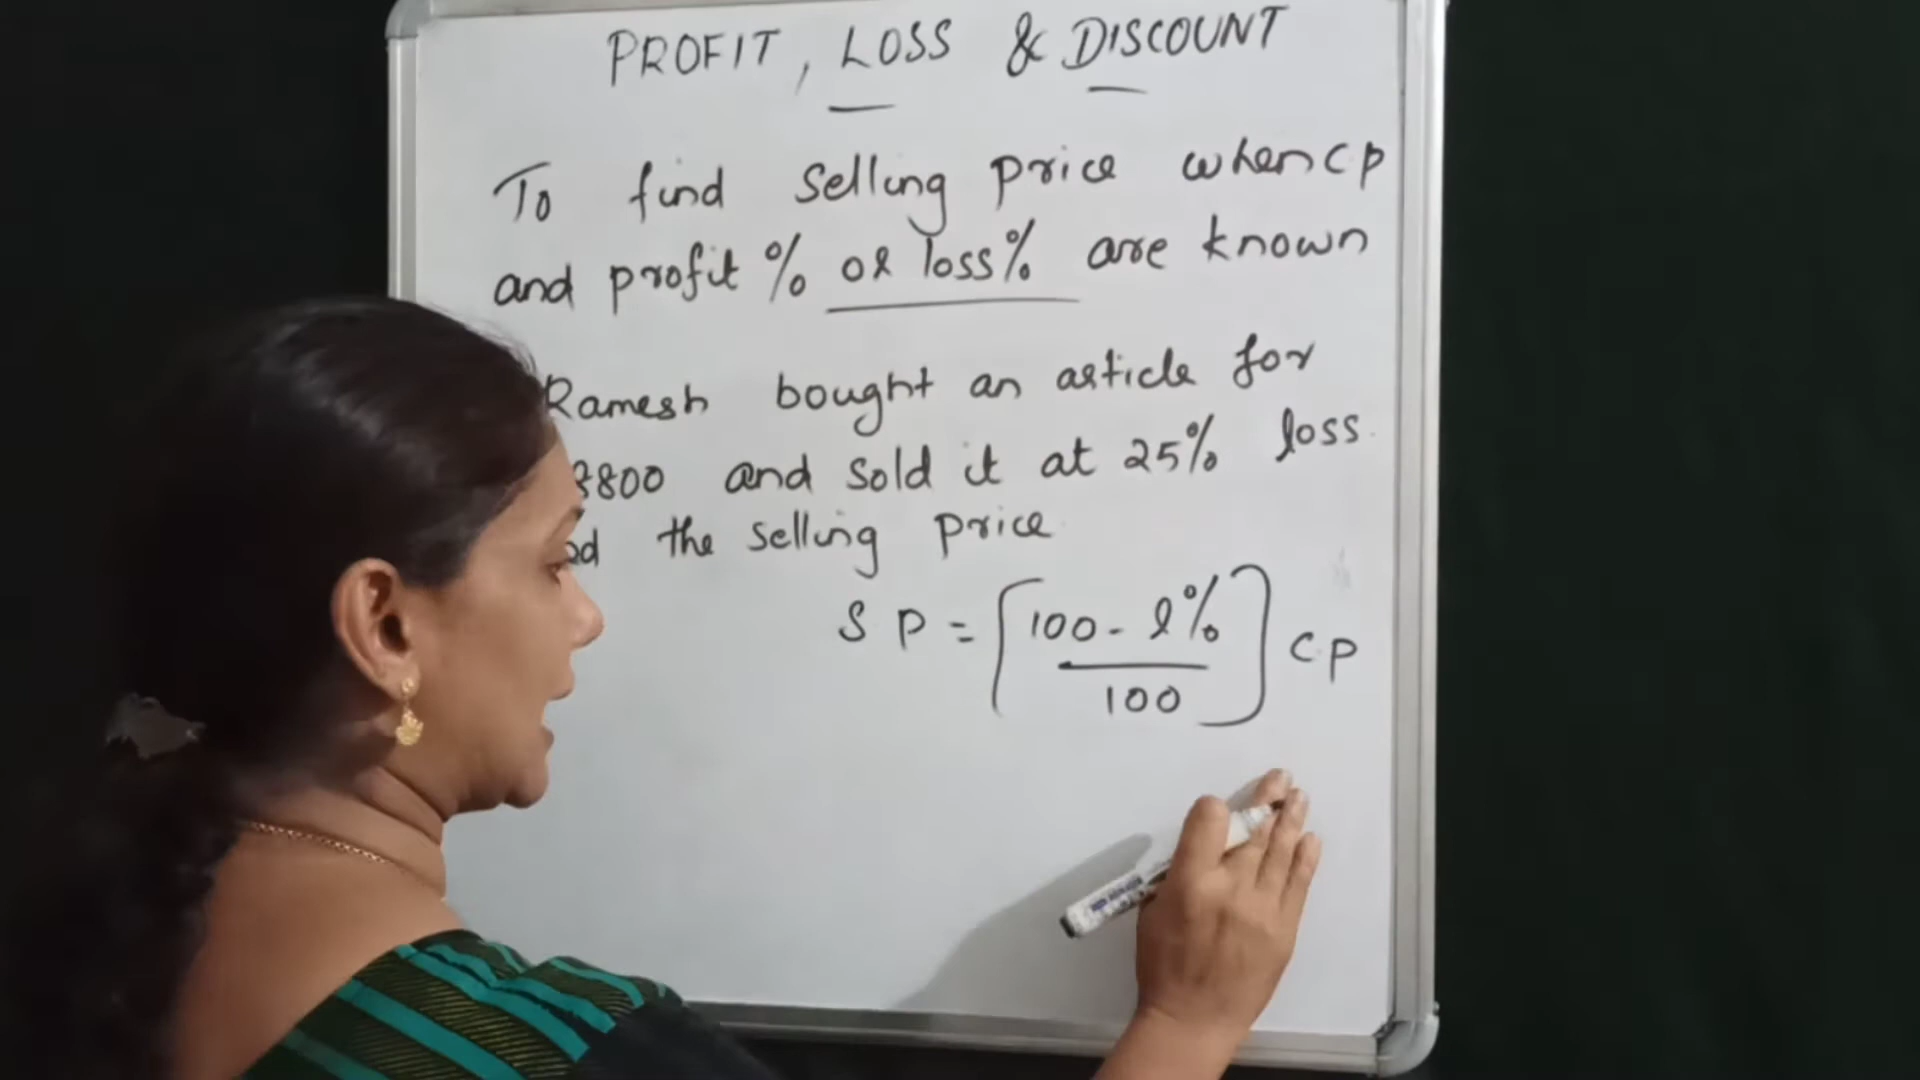 PROFIT, LOSS & DISCOUNT
To find selling price when CP
and profit % or loss% are known
Ramesh bought an article for
₹800 and sold it at 25% loss.
the selling price
SP = [100 - l%
100] CP